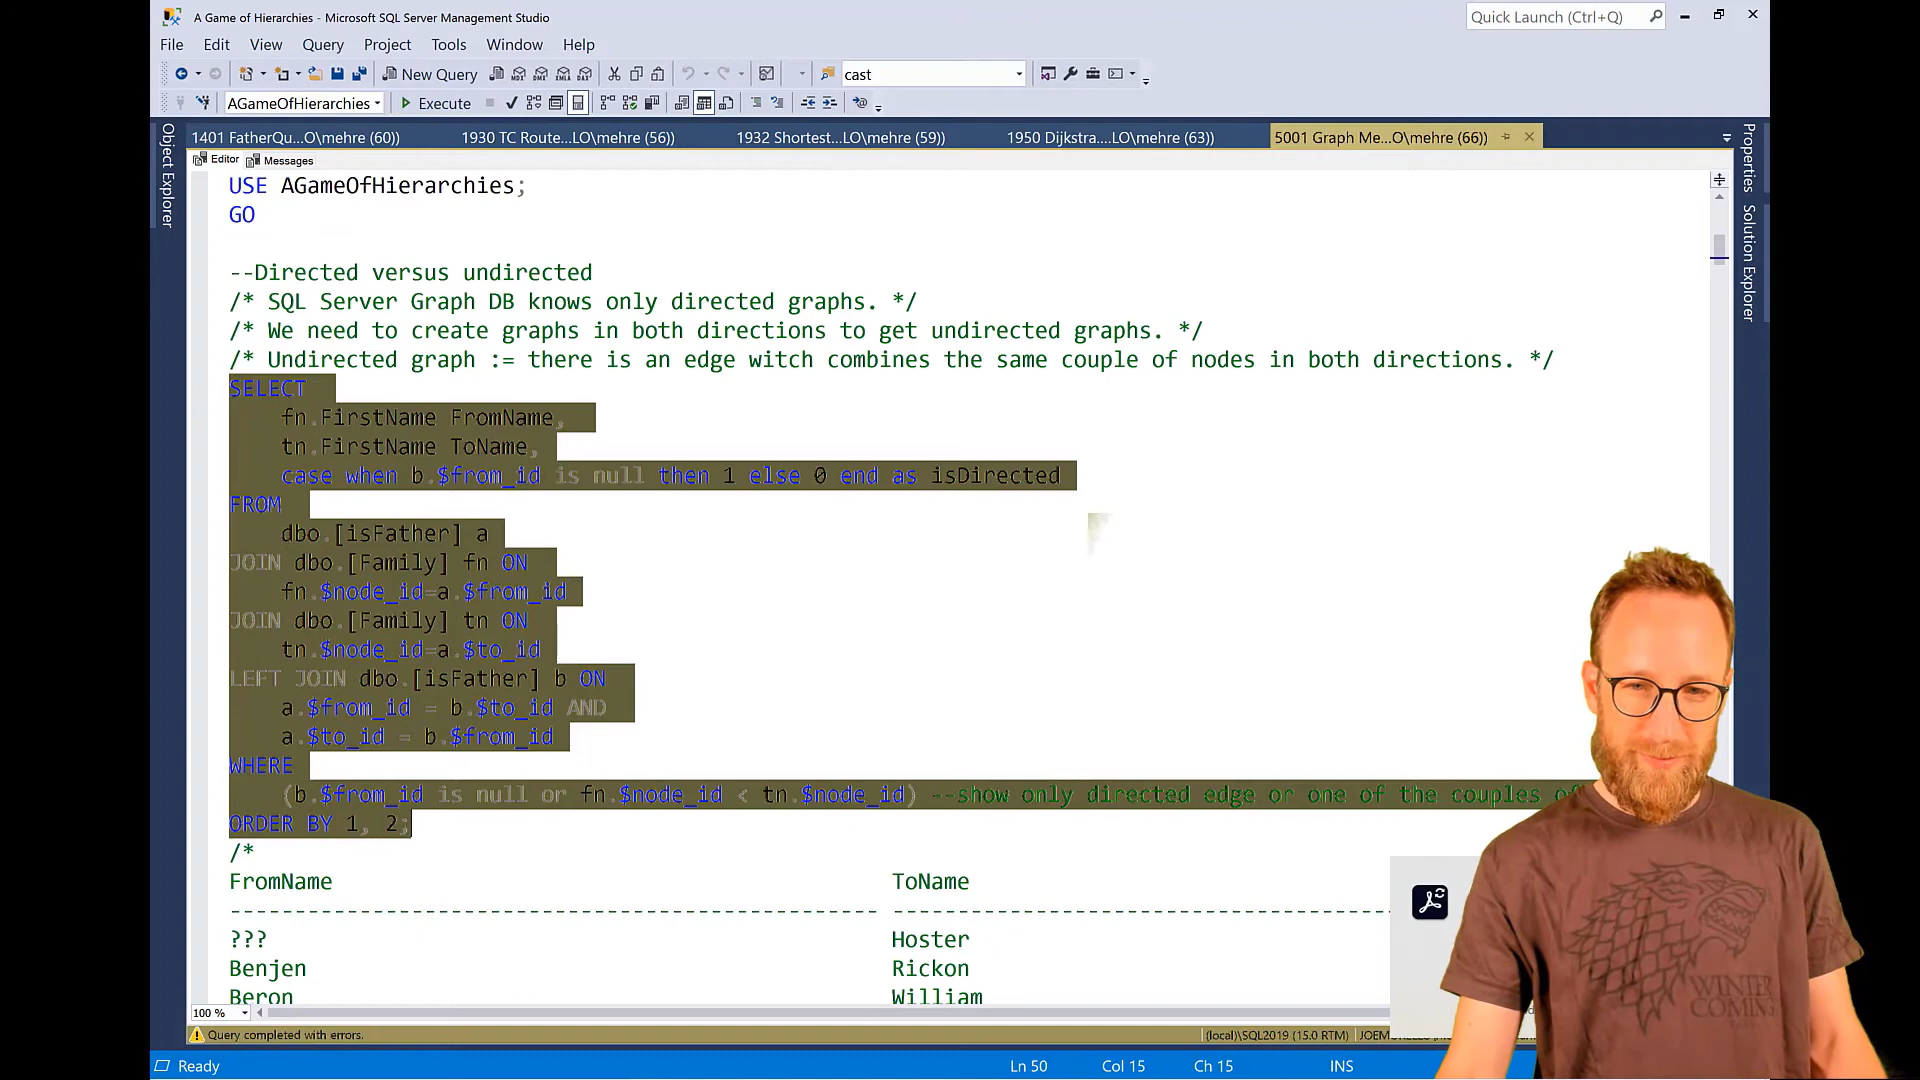 A Game of Hierarchies - Microsoft SQL Server Management Studio
Quick Launch (Ctrl+Q)
File Edit View Query Project Tools Window Help
New Query
MDX DMX XMLA DAX
cast
AGameOfHierarchies
Execute
1401 FatherQu...O\mehre (60)) 1930 TC Route...LO\mehre (56)) 1932 Shortest...LO\mehre (59)) 1950 Dijkstra....LO\mehre (63)) 5001 Graph Me...O\mehre (66))
Object Explorer
Properties
Solution Explorer
Editor Messages
USE AGameOfHierarchies;
GO
--Directed versus undirected
/* SQL Server Graph DB knows only directed graphs. */
/* We need to create graphs in both directions to get undirected graphs. */
/* Undirected graph := there is an edge witch combines the same couple of nodes in both directions. */
SELECT
fn.FirstName FromName,
tn.FirstName ToName,
case when b.$from_id is null then 1 else 0 end as isDirected
FROM
dbo.[isFather] a
JOIN dbo.[Family] fn ON
fn.$node_id=a.$from_id
JOIN dbo.[Family] tn ON
tn.$node_id=a.$to_id
LEFT JOIN dbo.[isFather] b ON
a.$from_id = b.$to_id AND
a.$to_id = b.$from_id
WHERE
(b.$from_id is null or fn.$node_id < tn.$node_id) --show only directed edge or one of the couples of
ORDER BY 1, 2;
/*
FromName ToName
??? Hoster
Benjen Rickon
Beron William
100 %
Query completed with errors.
(local)\SQL2019 (15.0 RTM)
Ready
Ln 50 Col 15 Ch 15 INS
WINTER
COMING